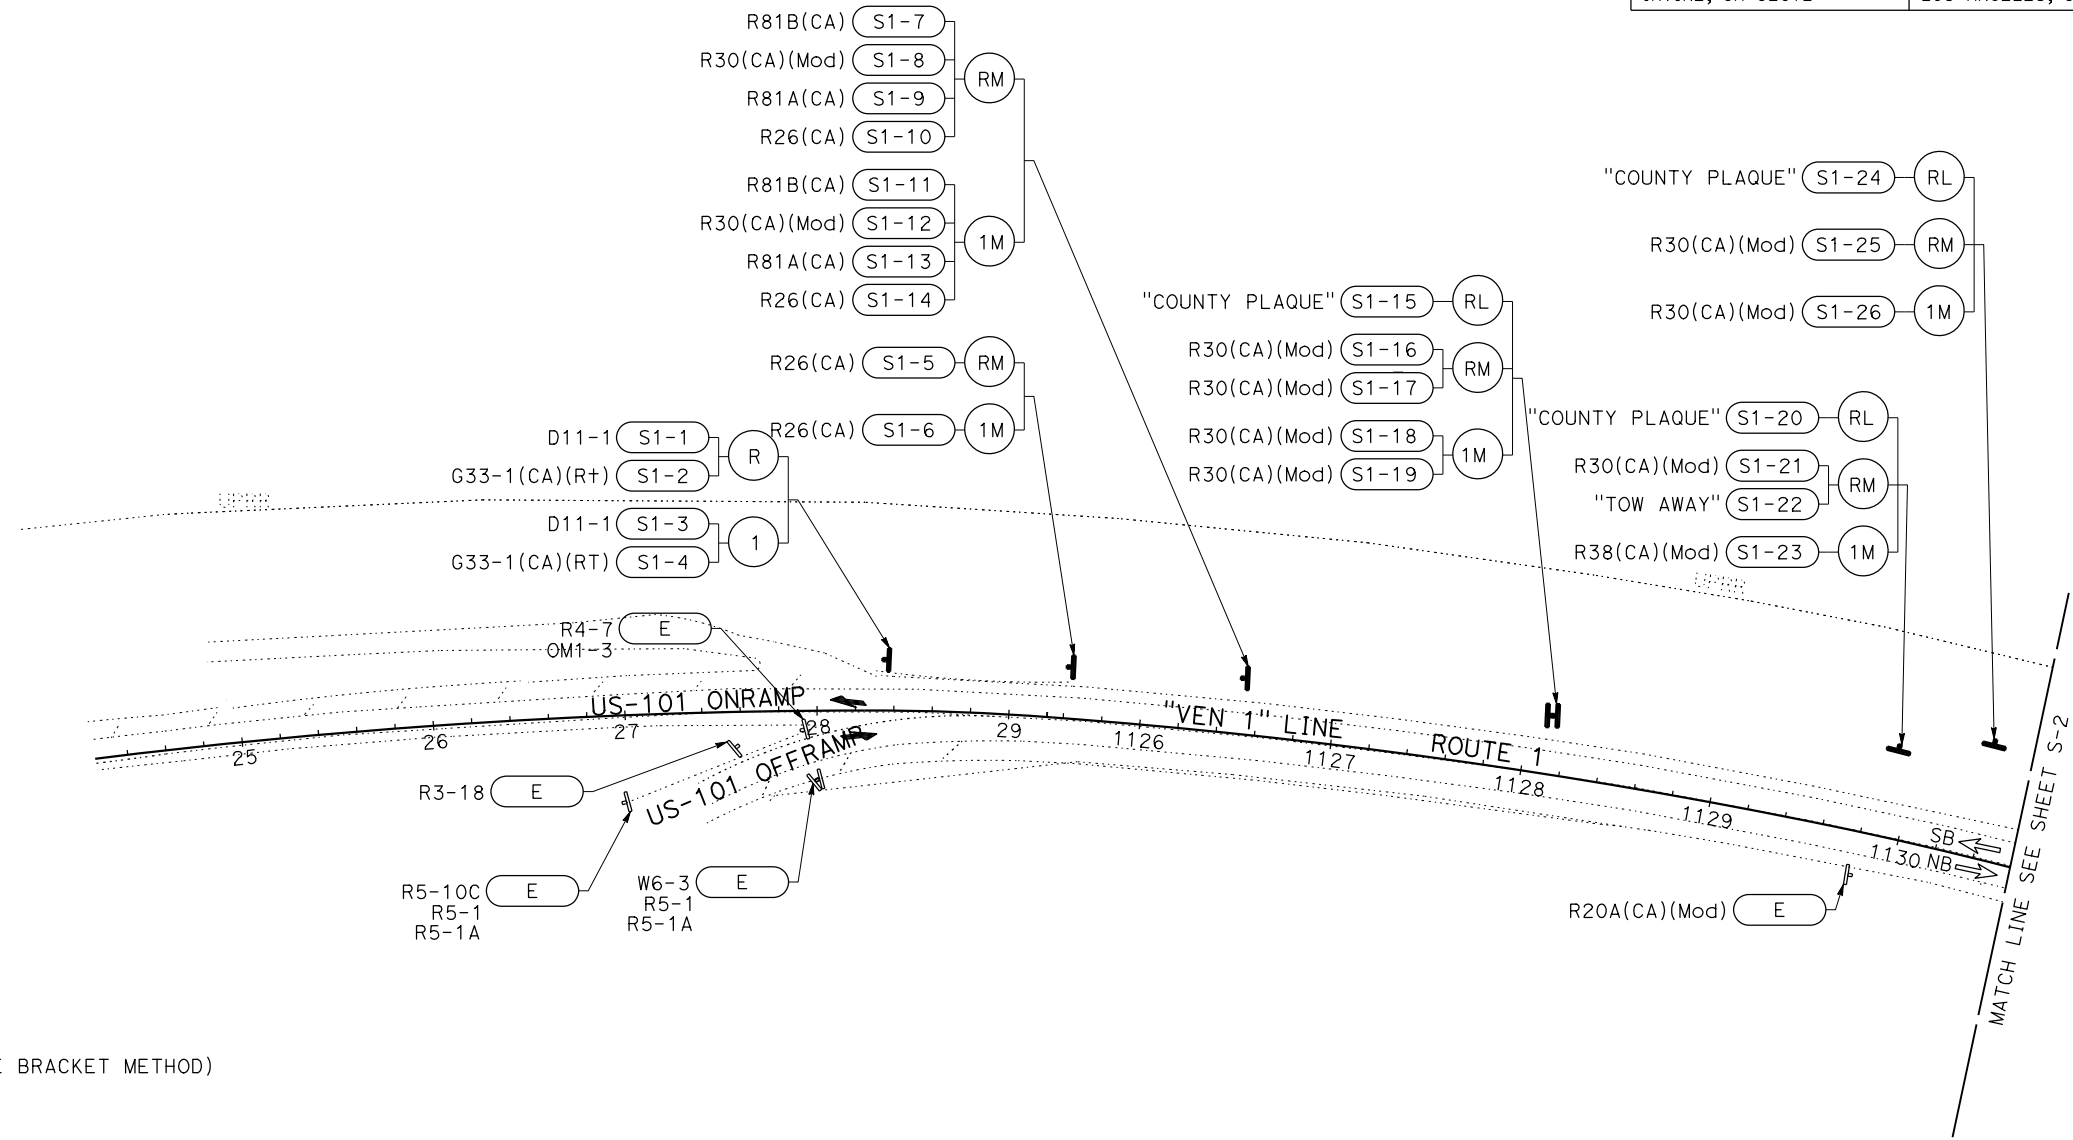 R81B(CA) S1-7
R30(CA)(Mod) S1-8
RM
R81A(CA) S1-9
R26(CA) S1-10
R81B(CA) S1-11
R30(CA)(Mod) S1-12
1M
R81A(CA) S1-13
R26(CA) S1-14
R26(CA) S1-5 RM
R26(CA) S1-6 1M
D11-1 S1-1
R
G33-1(CA)(Rt) S1-2
D11-1 S1-3
1
G33-1(CA)(RT) S1-4
"COUNTY PLAQUE" S1-15 RL
R30(CA)(Mod) S1-16
RM
R30(CA)(Mod) S1-17
R30(CA)(Mod) S1-18
1M
R30(CA)(Mod) S1-19
"COUNTY PLAQUE" S1-24 RL
R30(CA)(Mod) S1-25 RM
R30(CA)(Mod) S1-26 1M
"COUNTY PLAQUE" S1-20 RL
R30(CA)(Mod) S1-21
RM
"TOW AWAY" S1-22
R38(CA)(Mod) S1-23 1M
R4-7 E
OM1-3
US-101 ONRAMP
"VEN 1" LINE
ROUTE 1
25
26
27
28
29
1126
1127
1128
1129
1130
US-101 OFFRAMP
SB
NB
R3-18 E
R5-10C E
R5-1
R5-1A
W6-3 E
R5-1
R5-1A
R20A(CA)(Mod) E
MATCH LINE SEE SHEET S-2
BRACKET METHOD)